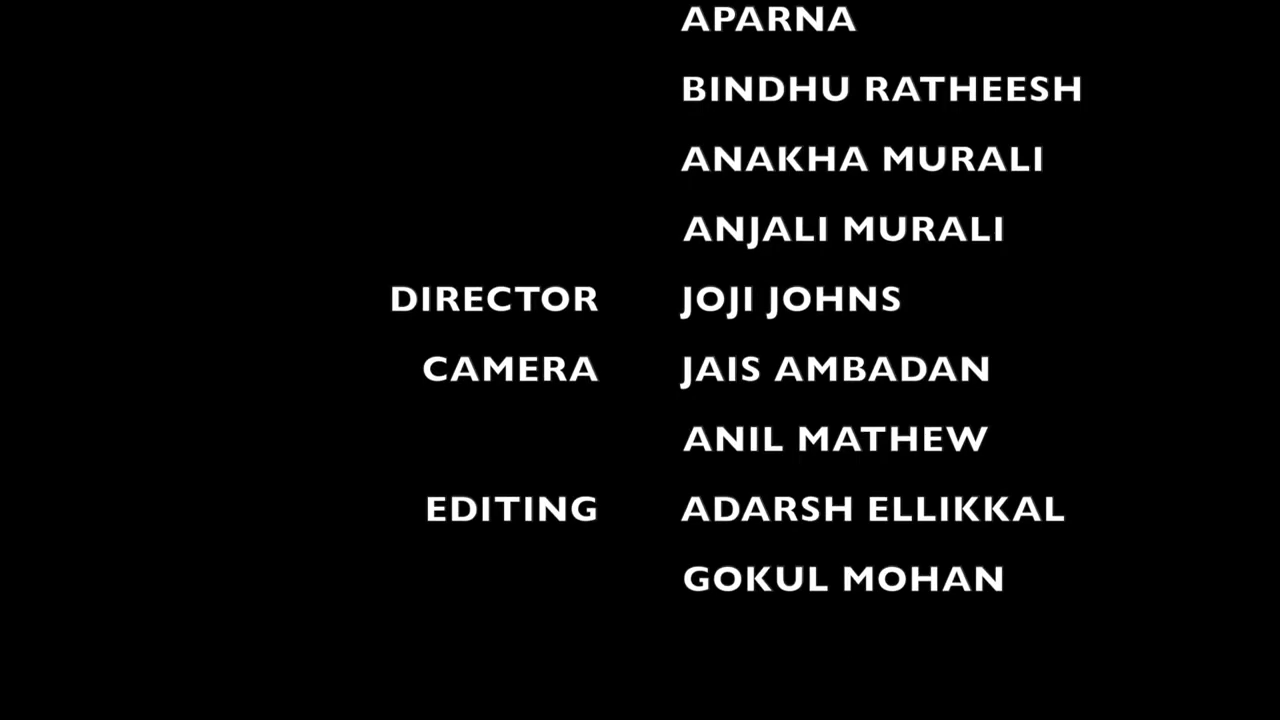 APARNA
BINDHU RATHEESH
ANAKHA MURALI
ANJALI MURALI
DIRECTOR JOJI JOHNS
CAMERA JAIS AMBADAN
ANIL MATHEW
EDITING ADARSH ELLIKKAL
GOKUL MOHAN